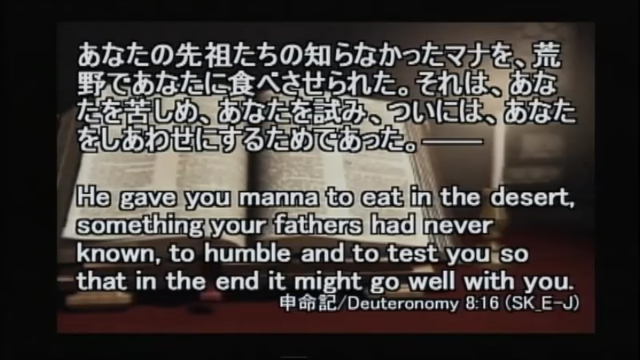 あなたの先祖たちの知らなかったマナを、荒
野であなたに食べさせられた。それは、あな
たを苦しめ、あなたを試み、ついには、あなた
をしあわせにするためであった。――
He gave you manna to eat in the desert,
something your fathers had never
known, to humble and to test you so
that in the end it might go well with you.
申命記/Deuteronomy 8:16 (SK_E-J)